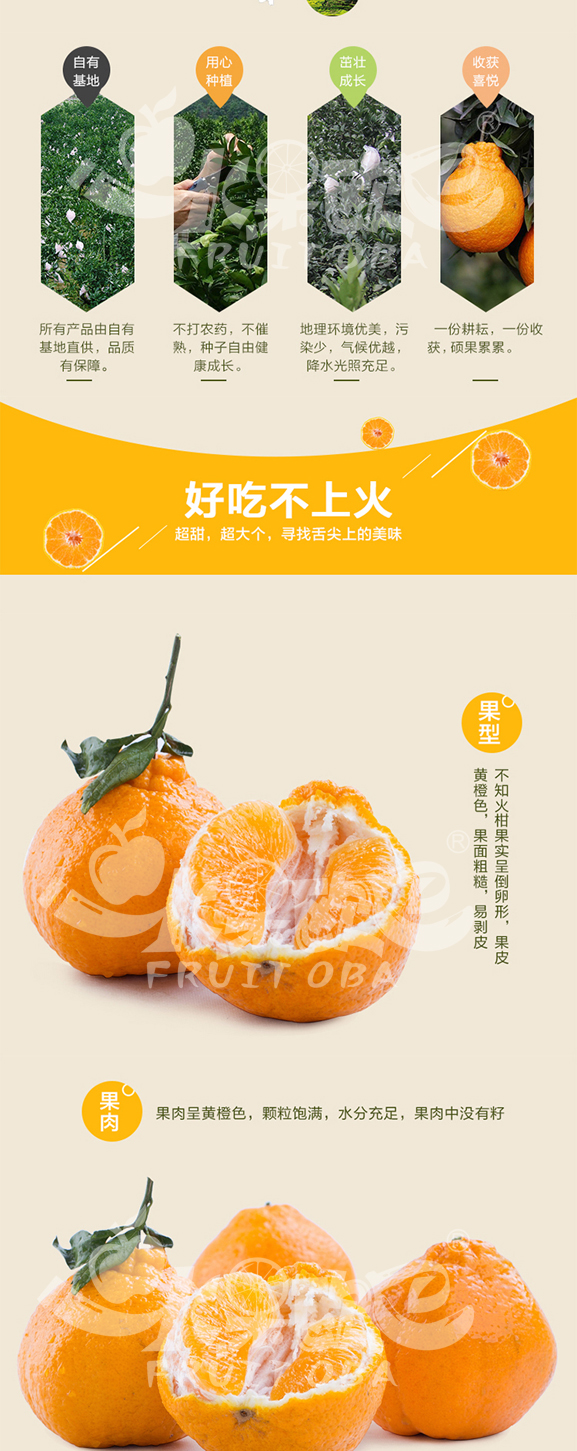 自有
基地
用心
种植
茁壮
成长
收获
喜悦
®
FRUIT OBA
所有产品由自有
基地直供，品质
有保障。
不打农药，不催
熟，种子自由健
康成长。
地理环境优美，污
染少，气候优越，
降水光照充足。
一份耕耘，一份收
获，硕果累累。
好吃不上火
超甜，超大个，寻找舌尖上的美味
果型
不知火柑果实呈倒卵形，果皮
黄橙色，果面粗糙，易剥皮
®
FRUIT OBA
果肉
果肉呈黄橙色，颗粒饱满，水分充足，果肉中没有籽
FRUIT OBA